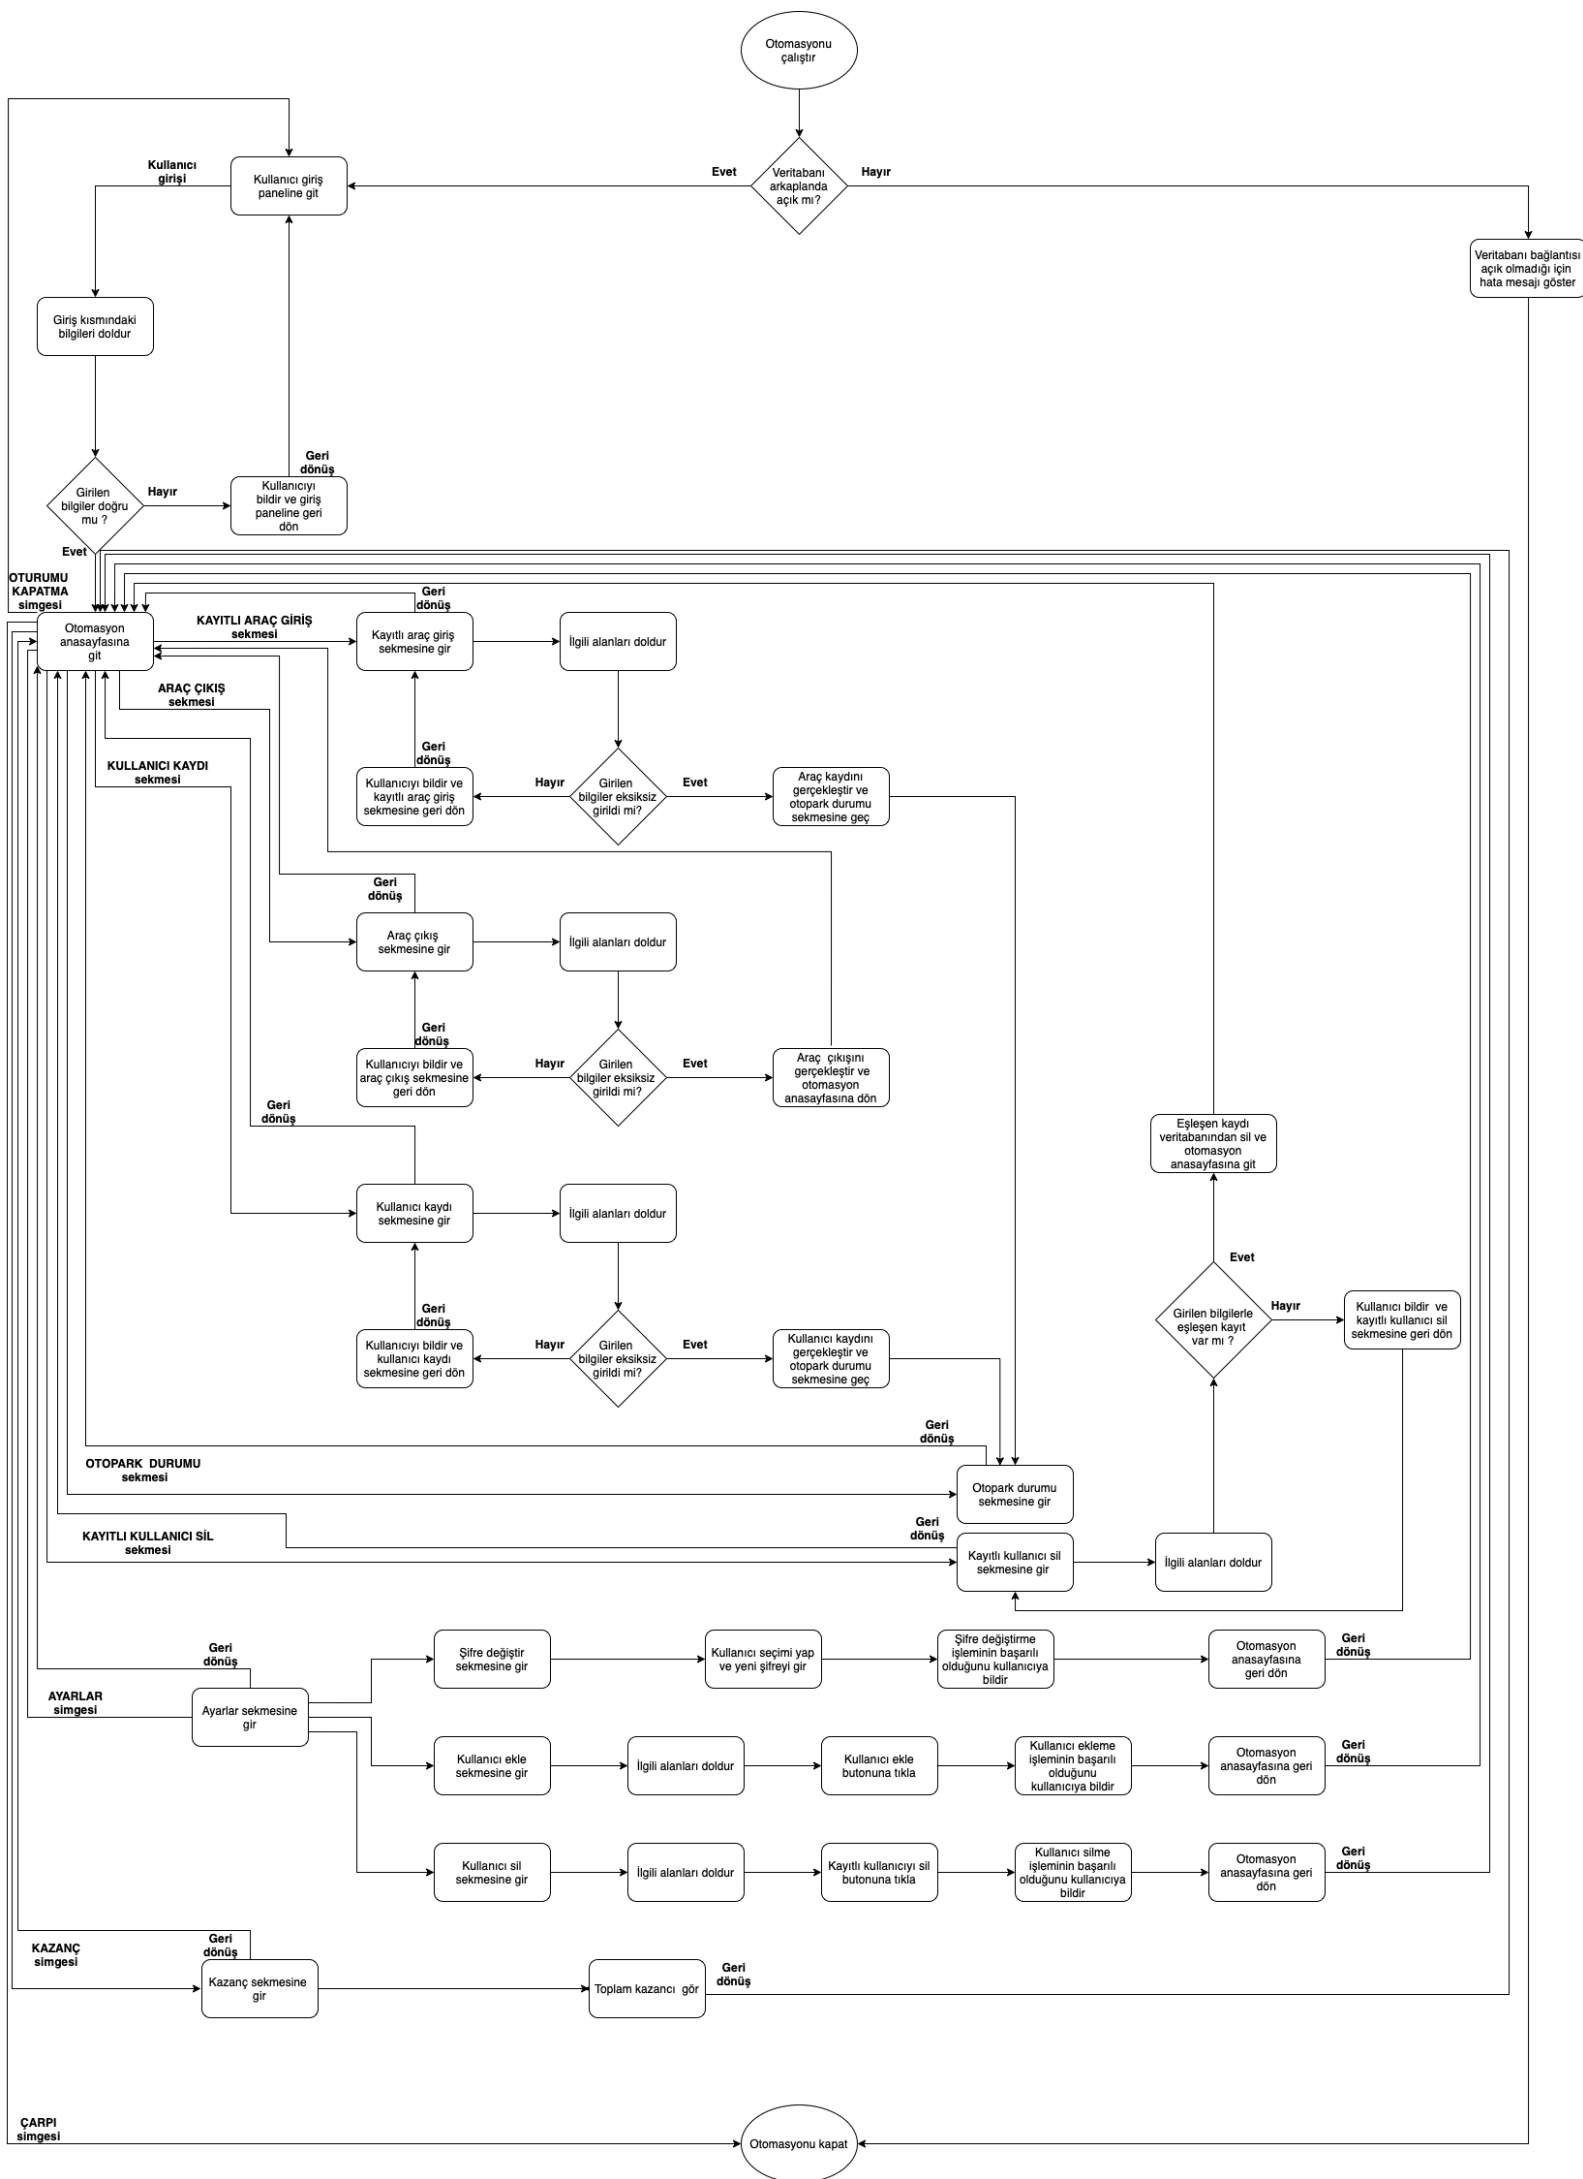 Otomasyonu
çalıştır
Kullanıcı
girişi
Kullanıcı giriş
paneline git
Evet
Veritabanı
arkaplanda
açık mı?
Hayır
Veritabanı bağlantısı
açık olmadığı için
hata mesajı göster
Giriş kısmındaki
bilgileri doldur
Geri
dönüş
Girilen
bilgiler doğru
mu ?
Hayır
Kullanıcıyı
bildir ve giriş
paneline geri
dön
Evet
OTURUMU
KAPATMA
simgesi
Otomasyon
anasayfasına
git
KAYITLI ARAÇ GİRİŞ
sekmesi
Geri
dönüş
Kayıtlı araç giriş
sekmesine gir
İlgili alanları doldur
ARAÇ ÇIKIŞ
sekmesi
KULLANICI KAYDI
sekmesi
Geri
dönüş
Kullanıcıyı bildir ve
kayıtlı araç giriş
sekmesine geri dön
Hayır
Girilen
bilgiler eksiksiz
girildi mi?
Evet
Araç kaydını
gerçekleştir ve
otopark durumu
sekmesine geç
Geri
dönüş
Araç çıkış
sekmesine gir
İlgili alanları doldur
Geri
dönüş
Kullanıcıyı bildir ve
araç çıkış sekmesine
geri dön
Hayır
Girilen
bilgiler eksiksiz
girildi mi?
Evet
Araç  çıkışını
gerçekleştir ve
otomasyon
anasayfasına dön
Geri
dönüş
Eşleşen kaydı
veritabanından sil ve
otomasyon
anasayfasına git
Kullanıcı kaydı
sekmesine gir
İlgili alanları doldur
Evet
Geri
dönüş
Kullanıcıyı bildir ve
kullanıcı kaydı
sekmesine geri dön
Hayır
Girilen
bilgiler eksiksiz
girildi mi?
Evet
Kullanıcı kaydını
gerçekleştir ve
otopark durumu
sekmesine geç
Girilen bilgilerle
eşleşen kayıt
var mı ?
Hayır
Kullanıcı bildir  ve
kayıtlı kullanıcı sil
sekmesine geri dön
Geri
dönüş
OTOPARK  DURUMU
sekmesi
Otopark durumu
sekmesine gir
Geri
dönüş
KAYITLI KULLANICI SİL
sekmesi
Kayıtlı kullanıcı sil
sekmesine gir
İlgili alanları doldur
Geri
dönüş
AYARLAR
simgesi
Ayarlar sekmesine
gir
Şifre değiştir
sekmesine gir
Kullanıcı seçimi yap
ve yeni şifreyi gir
Şifre değiştirme
işleminin başarılı
olduğunu kullanıcıya
bildir
Otomasyon
anasayfasına
geri dön
Geri
dönüş
Kullanıcı ekle
sekmesine gir
İlgili alanları doldur
Kullanıcı ekle
butonuna tıkla
Kullanıcı ekleme
işleminin başarılı
olduğunu
kullanıcıya bildir
Otomasyon
anasayfasına geri
dön
Geri
dönüş
Kullanıcı sil
sekmesine gir
İlgili alanları doldur
Kayıtlı kullanıcıyı sil
butonuna tıkla
Kullanıcı silme
işleminin başarılı
olduğunu kullanıcıya
bildir
Otomasyon
anasayfasına geri
dön
Geri
dönüş
KAZANÇ
simgesi
Geri
dönüş
Kazanç sekmesine
gir
Toplam kazancı  gör
Geri
dönüş
ÇARPI
simgesi
Otomasyonu kapat